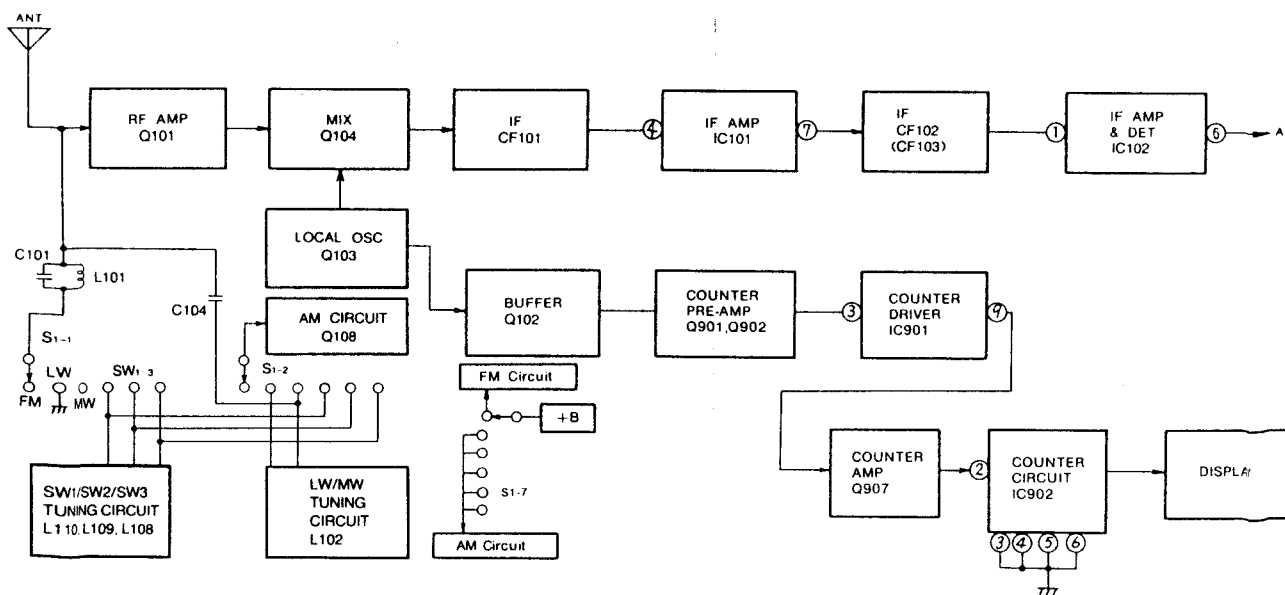 ANT
RF AMP
Q101
MIX
Q104
IF
CF101
4
IF AMP
IC101
7
IF
CF102
(CF103)
1
IF AMP
& DET
IC102
6
A
LOCAL OSC
Q103
C101
L101
C104
BUFFER
Q102
COUNTER
PRE-AMP
Q901,Q902
3
COUNTER
DRIVER
IC901
9
AM CIRCUIT
Q108
S1-1
S1-2
FM
LW
MW
SW1-3
FM Circuit
+8
S1-7
AM Circuit
SW1/SW2/SW3
TUNING CIRCUIT
L110,L109,L108
LW/MW
TUNING
CIRCUIT
L102
COUNTER
AMP
Q907
2
COUNTER
CIRCUIT
IC902
3 4 5 6
DISPLAY